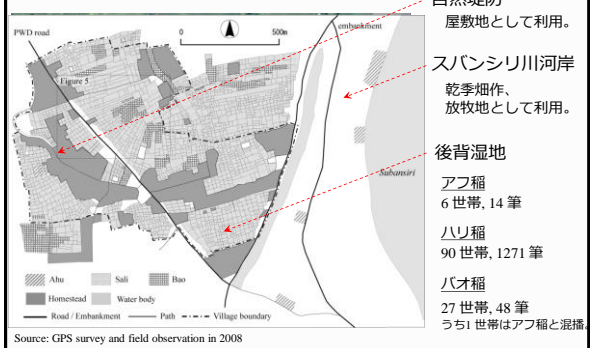 自然堤防
屋敷地として利用。
スバンシリ川河岸
乾季畑作、
放牧地として利用。
後背湿地
アフ稲
6 世帯, 14 筆
ハリ稲
90 世帯, 1271 筆
バオ稲
27 世帯, 48 筆
うち1 世帯はアフ稲と混播。
PWD road
0
500m
embankment
Figure 5
Subansiri
Ahu
Sali
Bao
Homestead
Water body
Road / Embankment
Path
Village boundary
Source: GPS survey and field observation in 2008